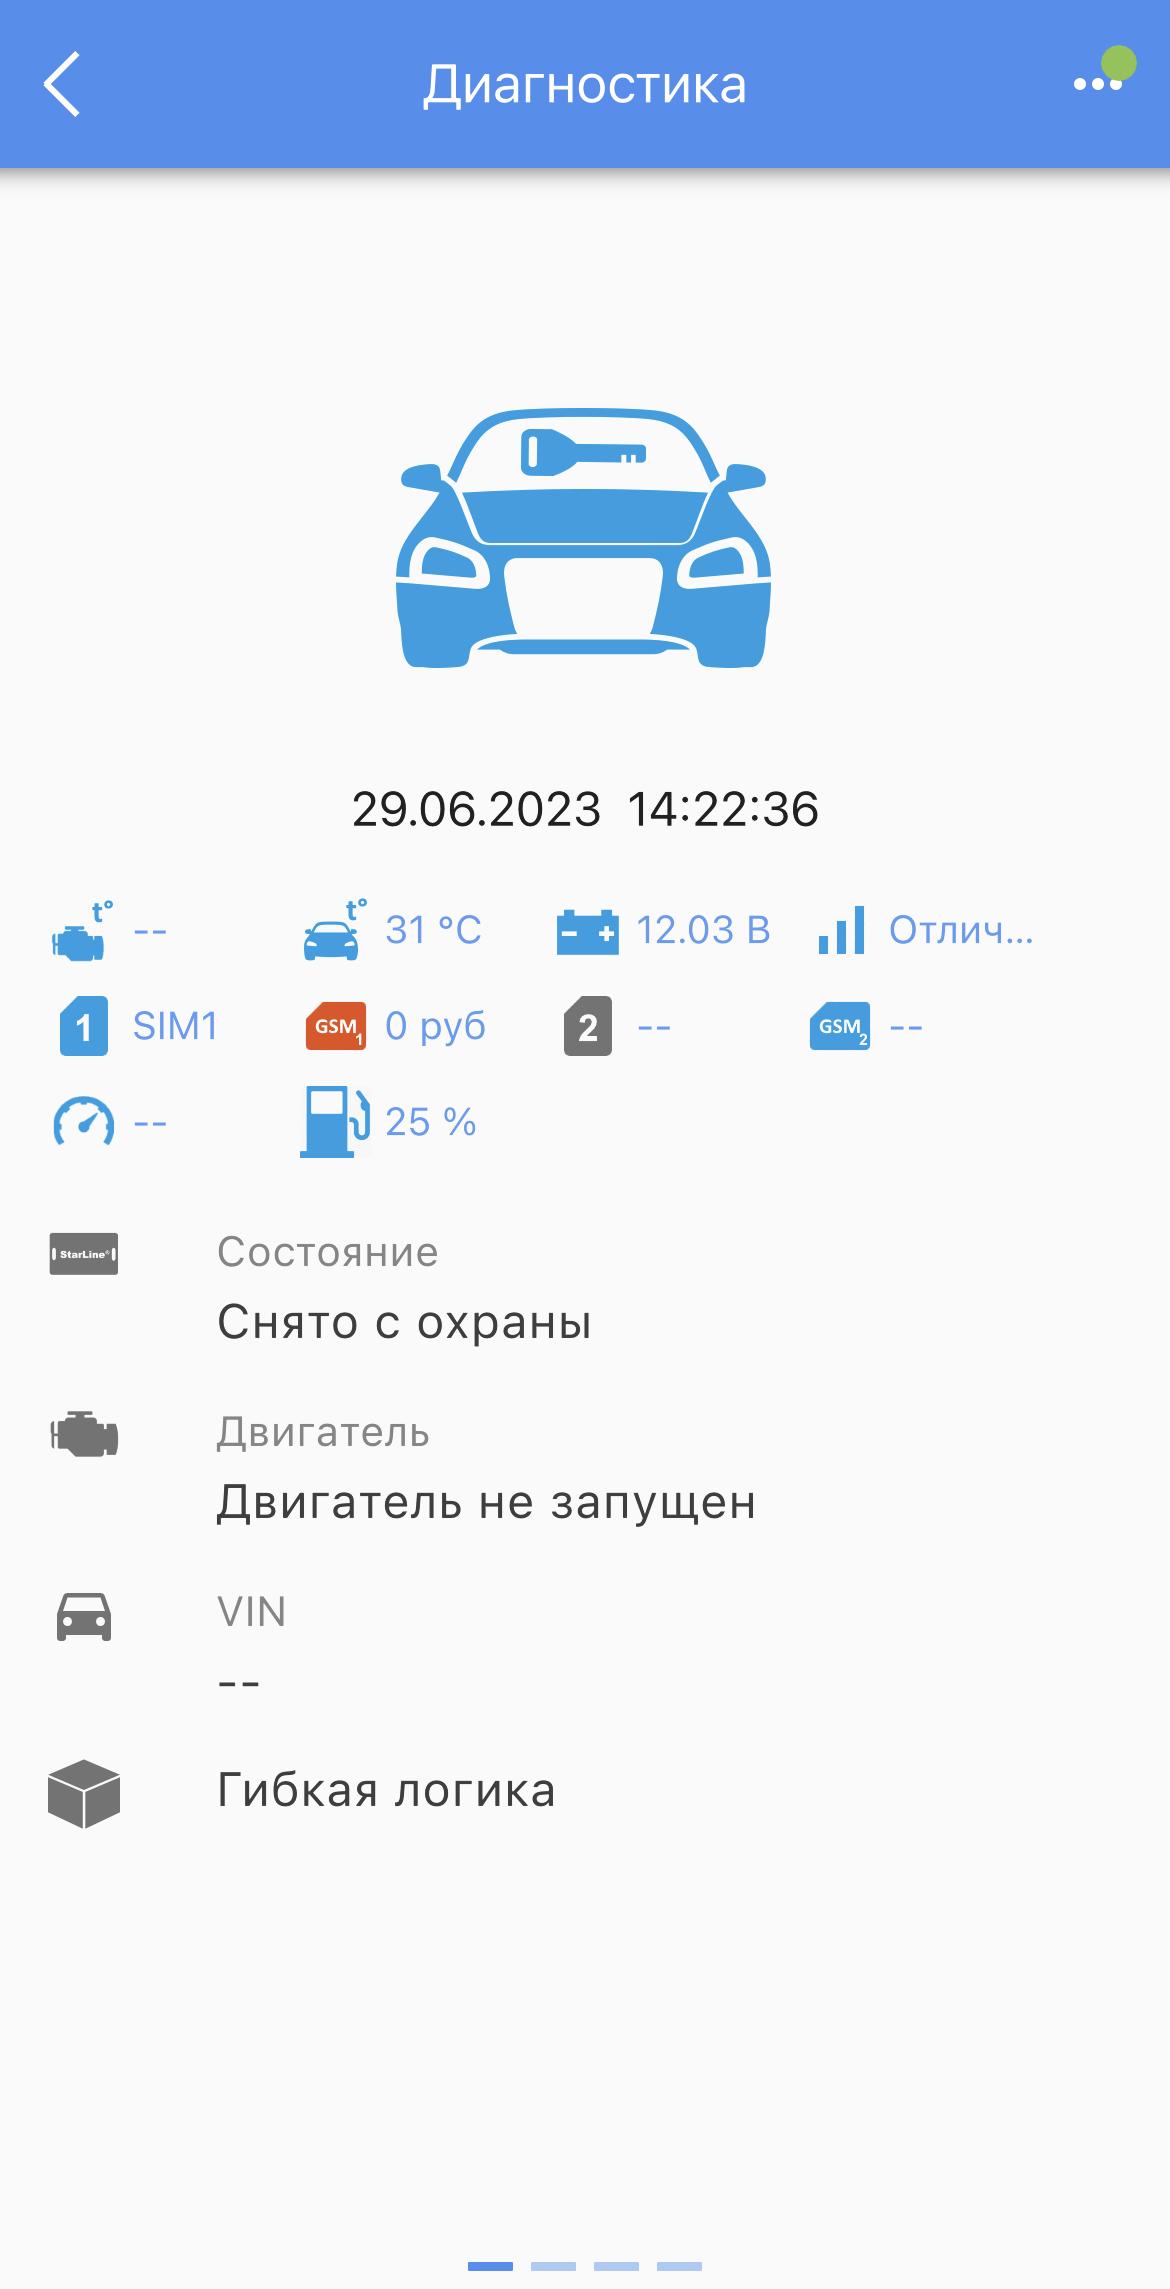 Диагностика
29.06.2023 14:22:36
t° -- t° 31 °C 12.03 В Отлич...
1 SIM1 GSM1 0 руб 2 -- GSM2 --
-- 25 %
StarLine® Состояние
Снято с охраны
Двигатель
Двигатель не запущен
VIN
--
Гибкая логика